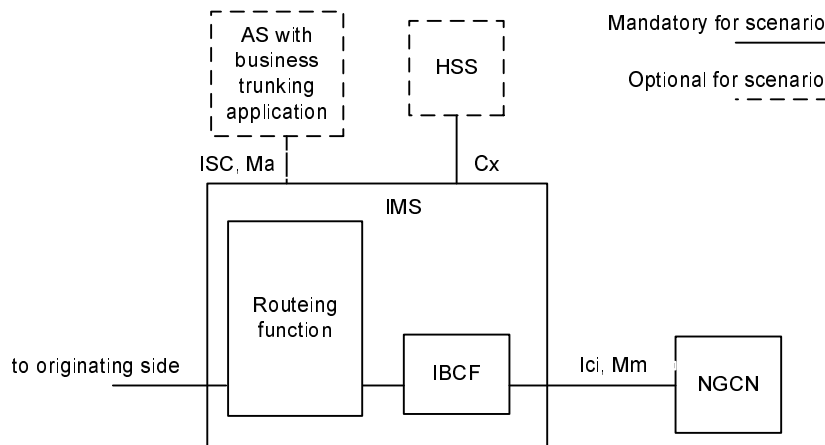 AS with
business
trunking
application
HSS
Mandatory for scenario
Optional for scenario
ISC, Ma
Cx
IMS
Routeing
function
to originating side
IBCF
Ici, Mm
NGCN